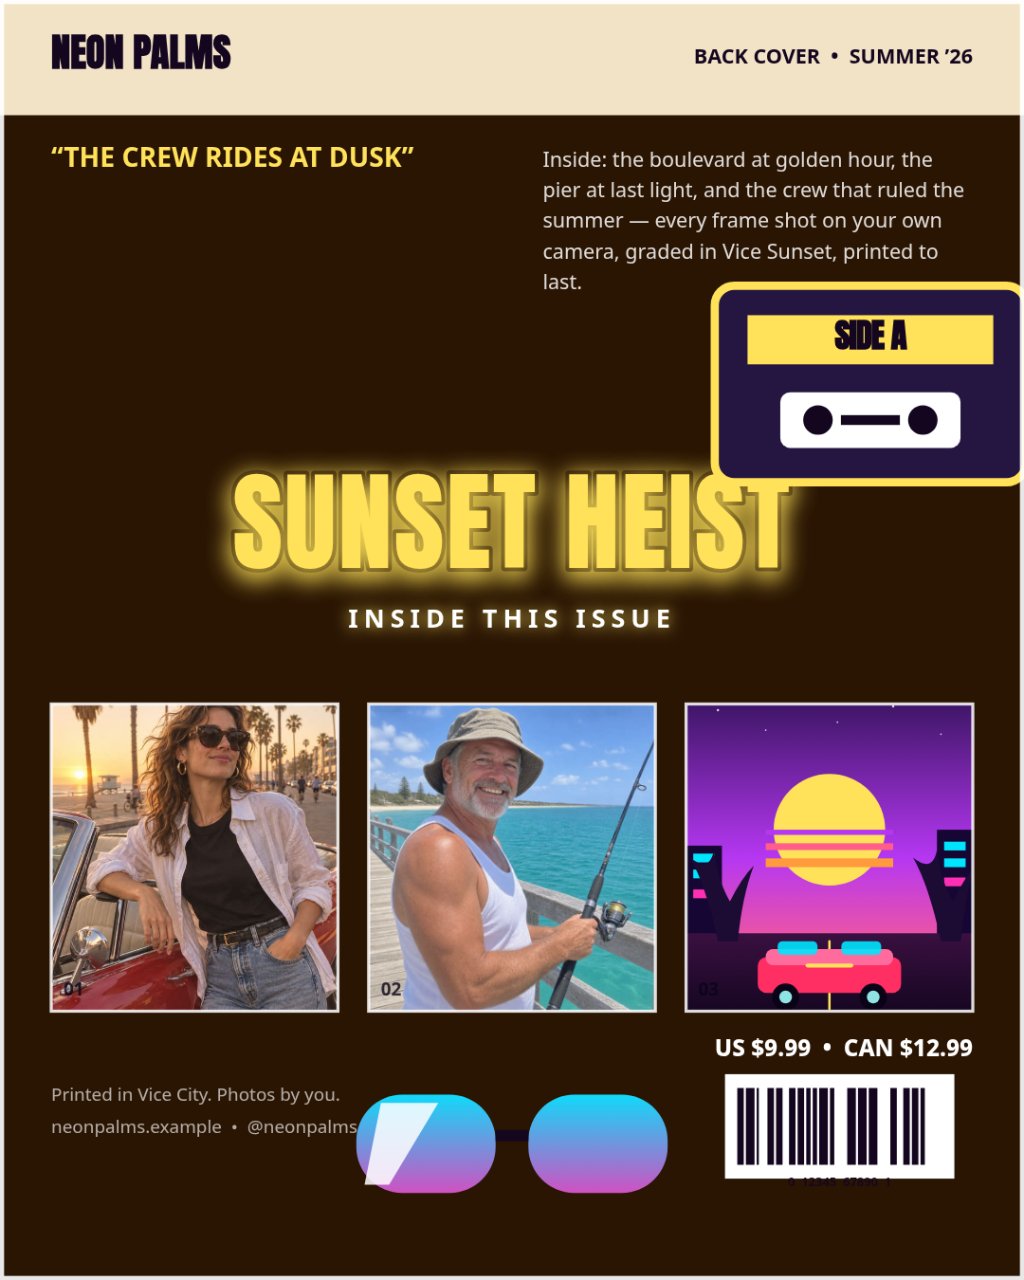 NEON PALMS
BACK COVER • SUMMER ’26
“THE CREW RIDES AT DUSK”
Inside: the boulevard at golden hour, the
pier at last light, and the crew that ruled the
summer — every frame shot on your own
camera, graded in Vice Sunset, printed to
last.
SIDE A
SUNSET HEIST
INSIDE THIS ISSUE
01
02
03
US $9.99 • CAN $12.99
Printed in Vice City. Photos by you.
neonpalms.example • @neonpalms